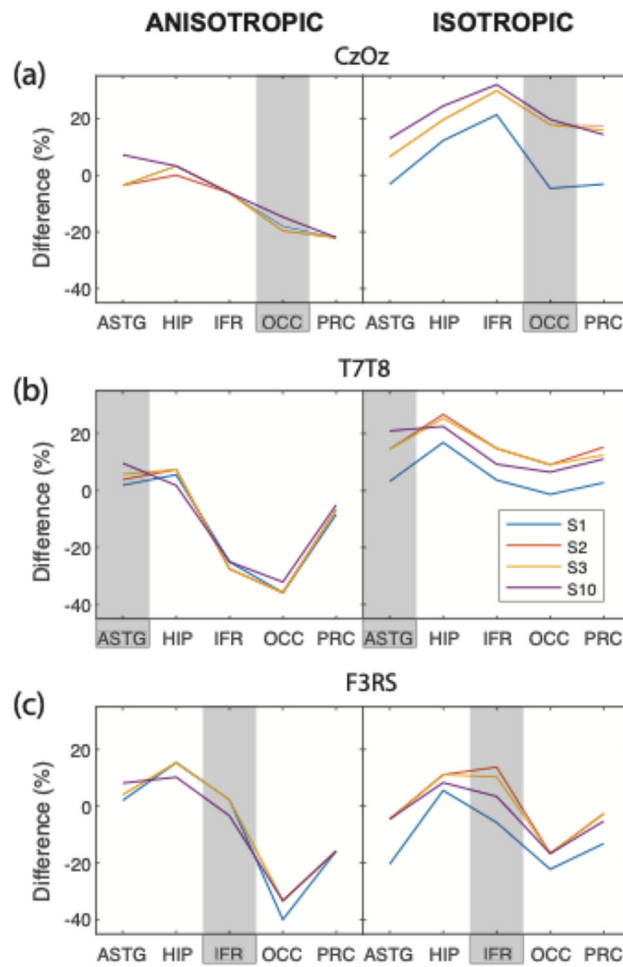 ANISOTROPIC ISOTROPIC
(a) CzOz
Difference (%)
20
0
-20
-40
ASTG HIP IFR OCC PRC ASTG HIP IFR OCC PRC
(b) T7T8
Difference (%)
20
0
-20
-40
S1
S2
S3
S10
ASTG HIP IFR OCC PRC ASTG HIP IFR OCC PRC
(c) F3RS
Difference (%)
20
0
-20
-40
ASTG HIP IFR OCC PRC ASTG HIP IFR OCC PRC